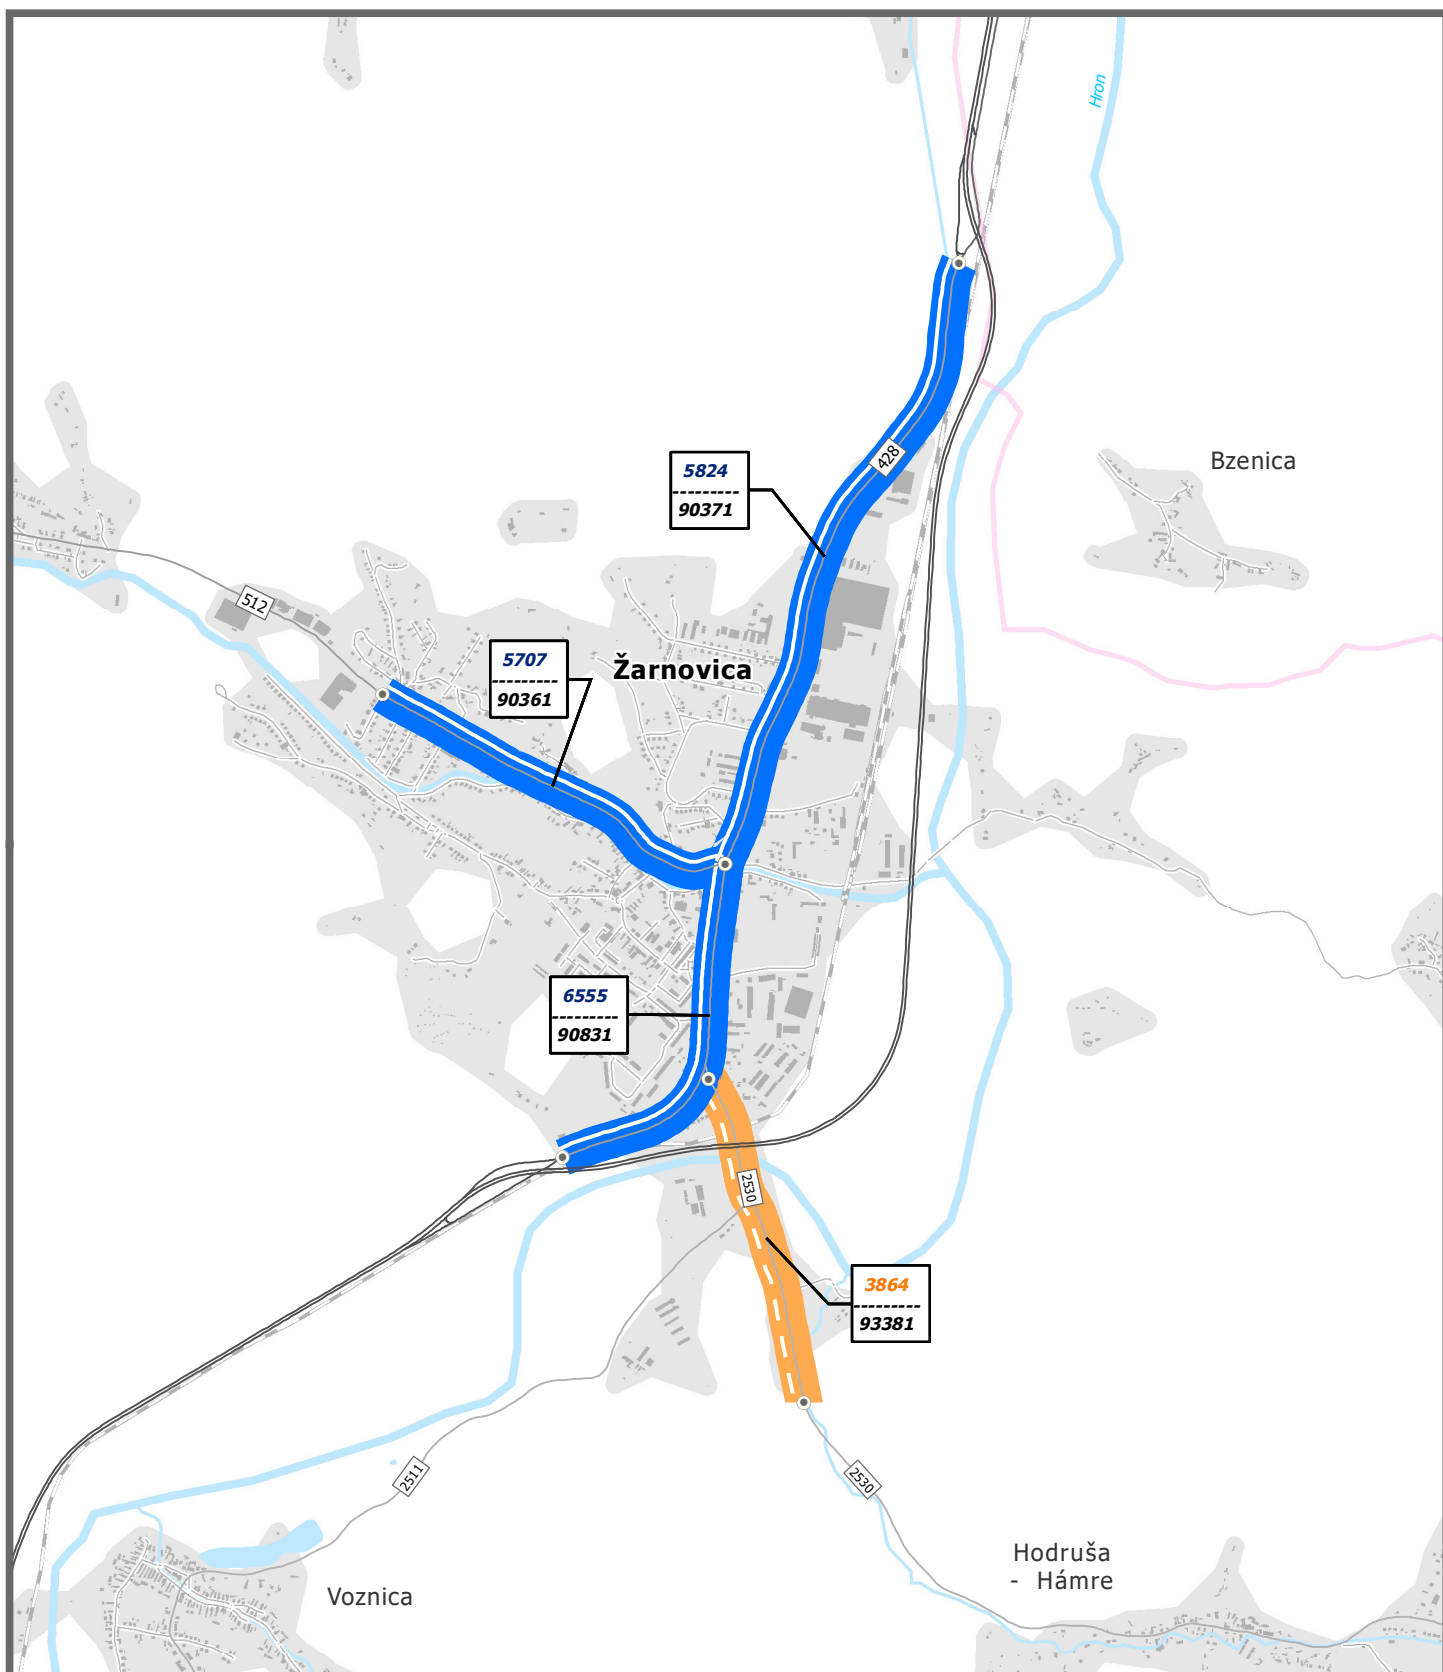 Hron
Bzenica
5824
90371
428
512
5707
90361
Žarnovica
6555
90831
2530
3864
93381
2511
2530
Hodruša
- Hámre
Voznica